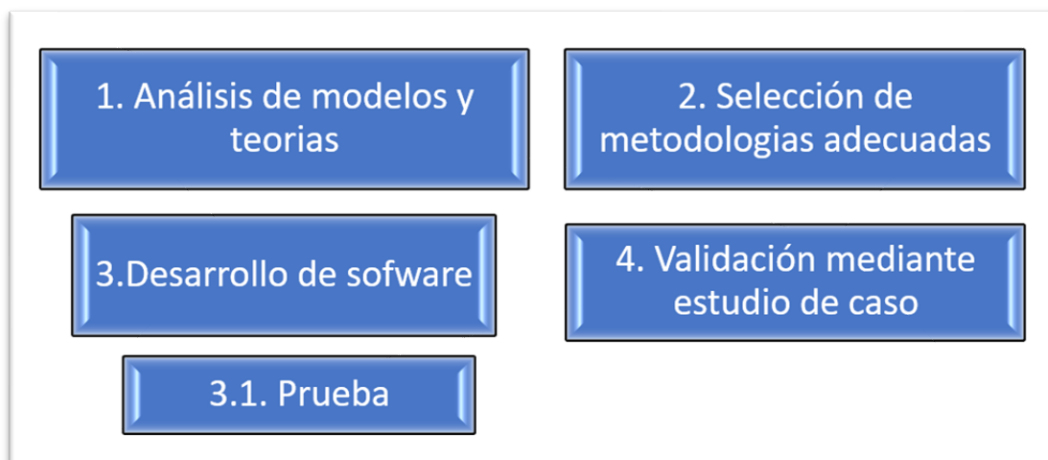 1. Análisis de modelos y
teorias
2. Selección de
metodologias adecuadas
3.Desarrollo de sofware
4. Validación mediante
estudio de caso
3.1. Prueba